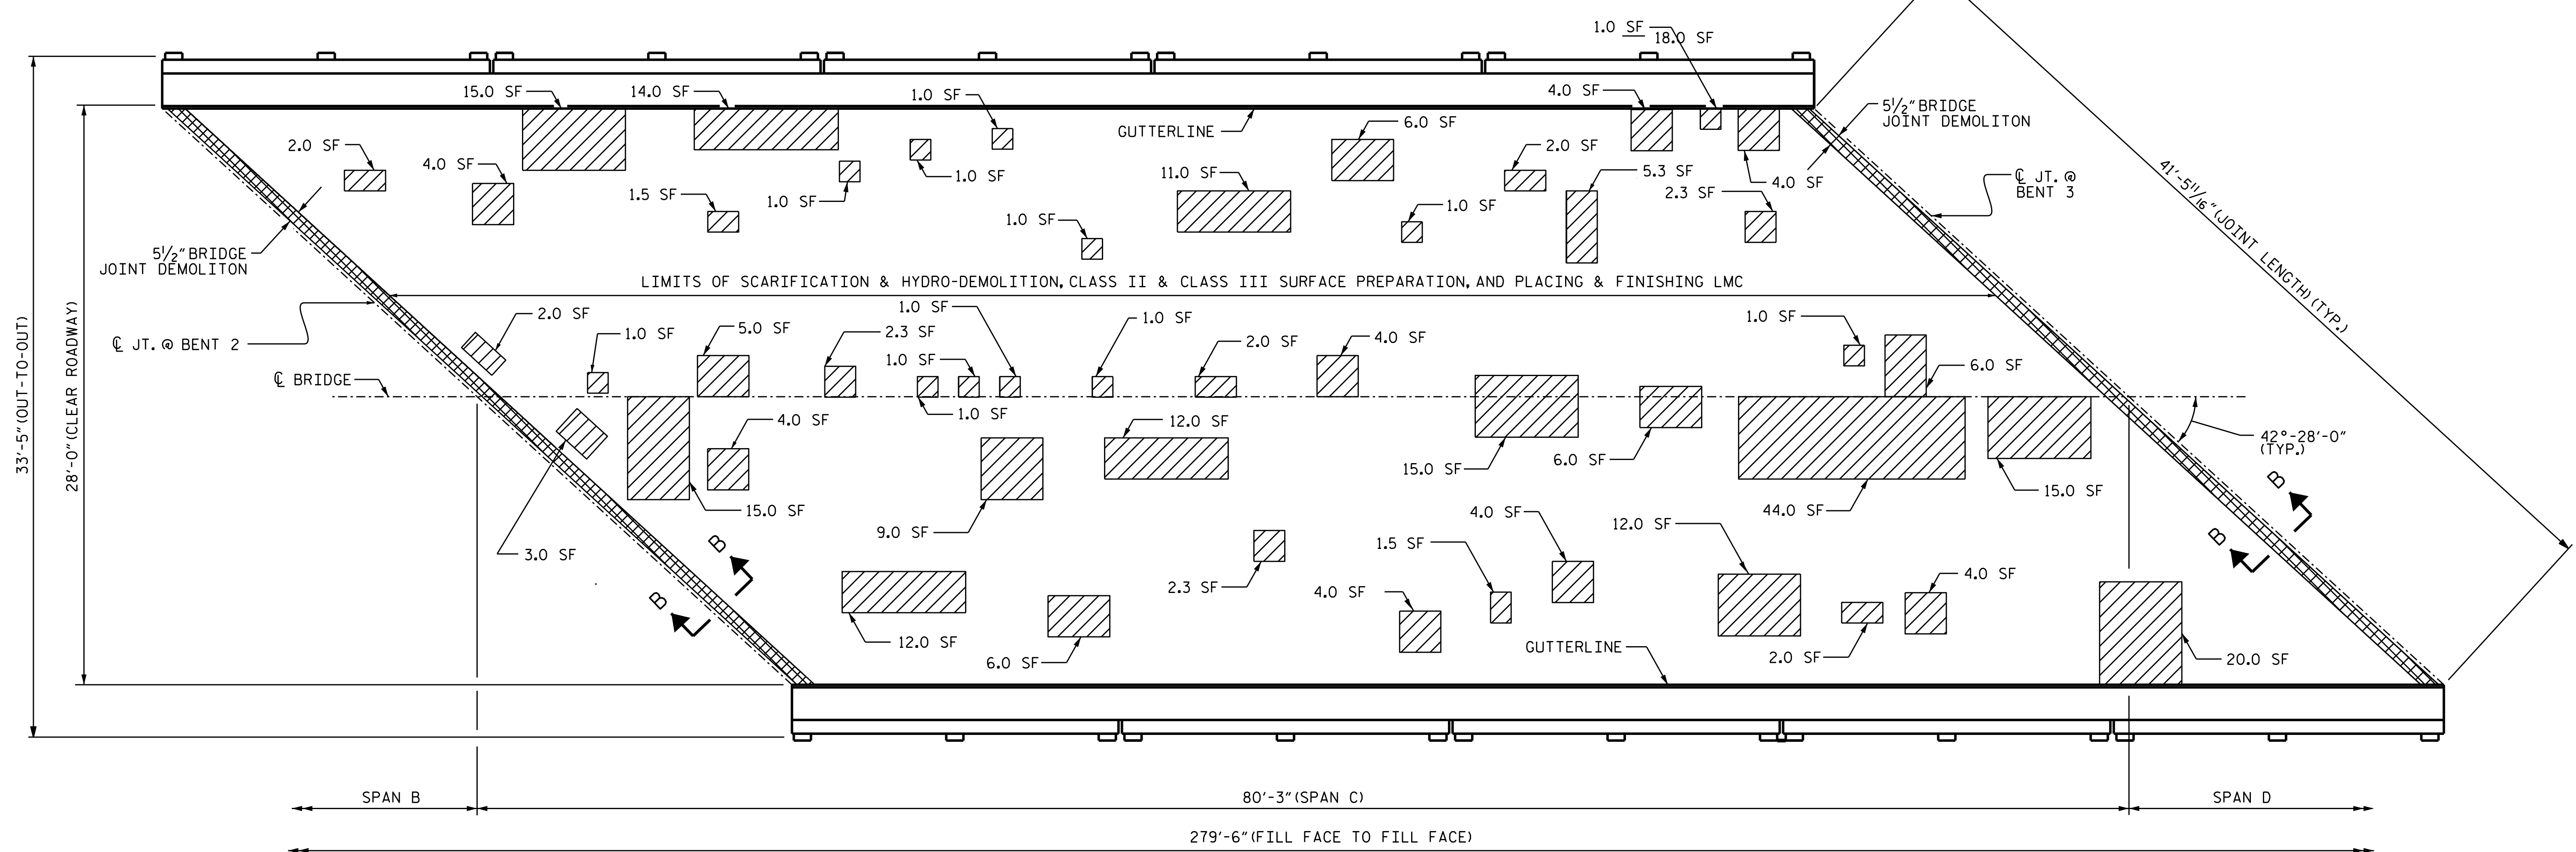 1.0 SF
18.0 SF
15.0 SF
14.0 SF
1.0 SF
4.0 SF
5½" BRIDGE
JOINT DEMOLITON
GUTTERLINE
6.0 SF
2.0 SF
4.0 SF
1.0 SF
2.0 SF
5.3 SF
11.0 SF
4.0 SF
2.3 SF
℄ JT. @
BENT 3
1.5 SF
1.0 SF
1.0 SF
1.0 SF
41'-5¹¹⁄₁₆" (JOINT LENGTH) (TYP.)
5½" BRIDGE
JOINT DEMOLITON
LIMITS OF SCARIFICATION & HYDRO-DEMOLITION, CLASS II & CLASS III SURFACE PREPARATION, AND PLACING & FINISHING LMC
33'-5" (OUT-TO-OUT)
28'-0" (CLEAR ROADWAY)
℄ JT. @ BENT 2
2.0 SF
1.0 SF
5.0 SF
2.3 SF
1.0 SF
1.0 SF
1.0 SF
2.0 SF
4.0 SF
1.0 SF
6.0 SF
℄ BRIDGE
1.0 SF
4.0 SF
12.0 SF
42°-28'-0"
(TYP.)
15.0 SF
6.0 SF
15.0 SF
44.0 SF
15.0 SF
9.0 SF
3.0 SF
B
B
B
B
4.0 SF
12.0 SF
1.5 SF
2.3 SF
4.0 SF
4.0 SF
12.0 SF
6.0 SF
GUTTERLINE
2.0 SF
20.0 SF
SPAN B
80'-3" (SPAN C)
SPAN D
279'-6" (FILL FACE TO FILL FACE)